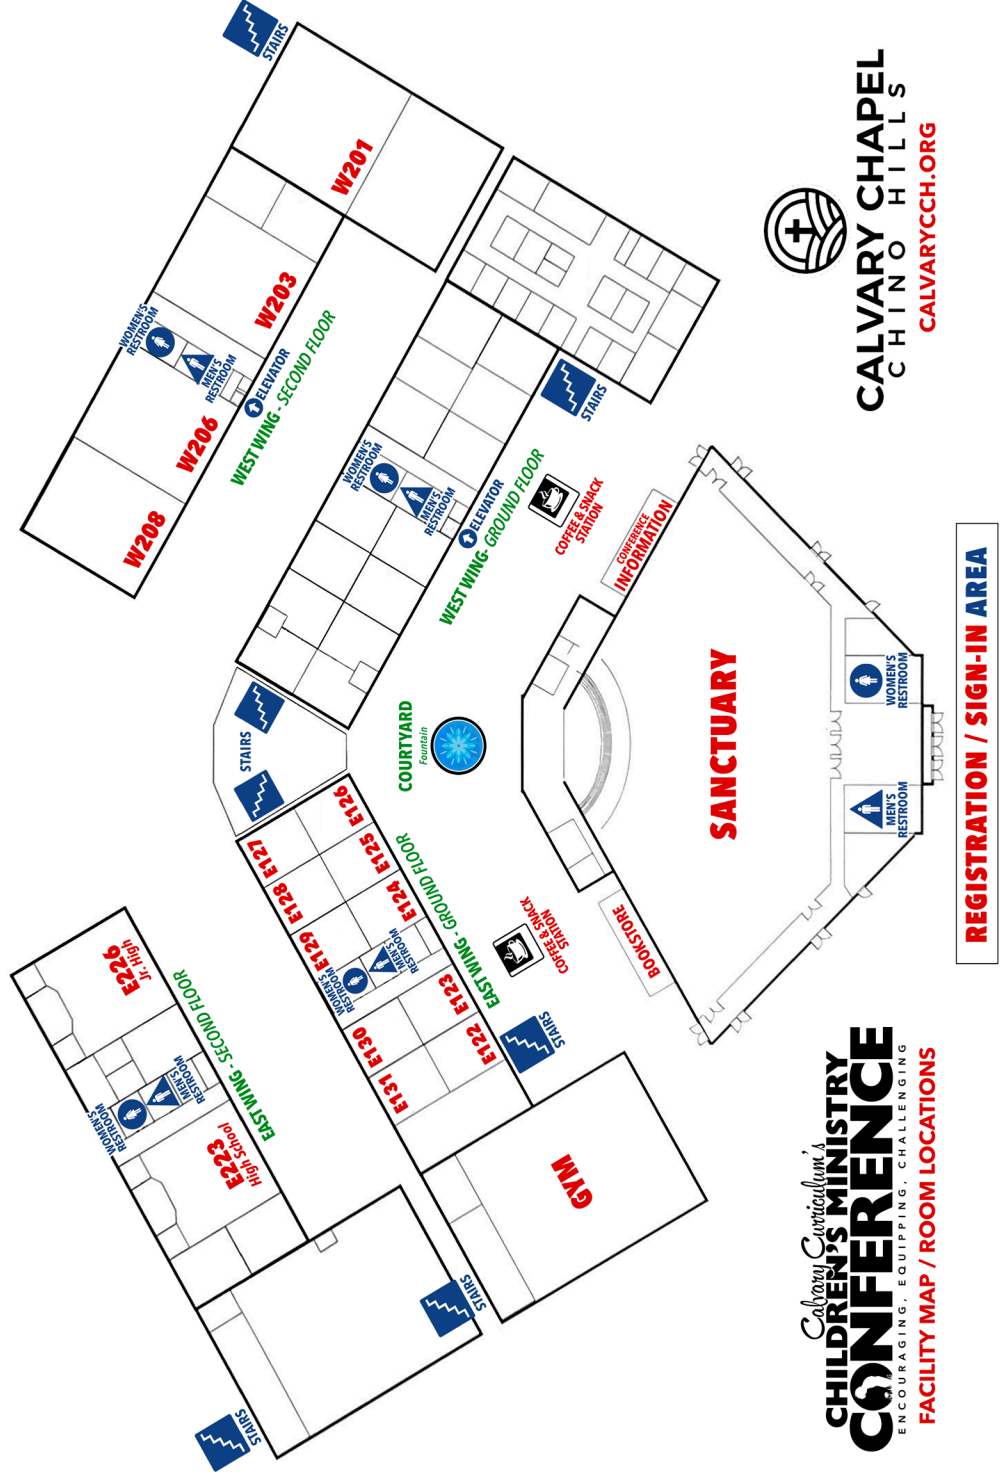 Calvary Curriculum's
CHILDREN'S MINISTRY
CONFERENCE
ENCOURAGING, EQUIPPING, CHALLENGING
FACILITY MAP / ROOM LOCATIONS
CALVARY CHAPEL
CHINO HILLS
CALVARYCCH.ORG
REGISTRATION / SIGN-IN AREA
STAIRS
E226
Jr. High
WOMEN'S
RESTROOM
MEN'S
RESTROOM
E223
High School
EAST WING - SECOND FLOOR
STAIRS
STAIRS
GYM
E127
E126
E128
E125
E129
E124
WOMEN'S
RESTROOM
MEN'S
RESTROOM
E130
E123
E131
E122
EAST WING - GROUND FLOOR
STAIRS
COFFEE & SNACK
STATION
BOOKSTORE
STAIRS
COURTYARD
Fountain
SANCTUARY
MEN'S
RESTROOM
WOMEN'S
RESTROOM
CONFERENCE
INFORMATION
COFFEE & SNACK
STATION
WEST WING- GROUND FLOOR
ELEVATOR
WOMEN'S
RESTROOM
MEN'S
RESTROOM
STAIRS
WEST WING - SECOND FLOOR
ELEVATOR
W208
W206
WOMEN'S
RESTROOM
MEN'S
RESTROOM
W203
W201
STAIRS